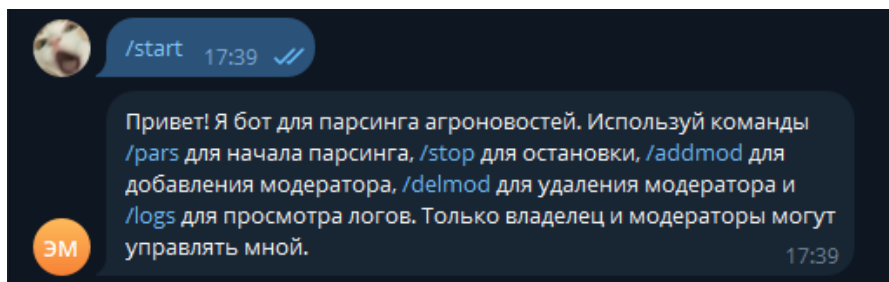 /start 17:39
Привет! Я бот для парсинга агроновостей. Используй команды
/pars для начала парсинга, /stop для остановки, /addmod для
добавления модератора, /delmod для удаления модератора и
/logs для просмотра логов. Только владелец и модераторы могут
управлять мной.
ЭМ
17:39